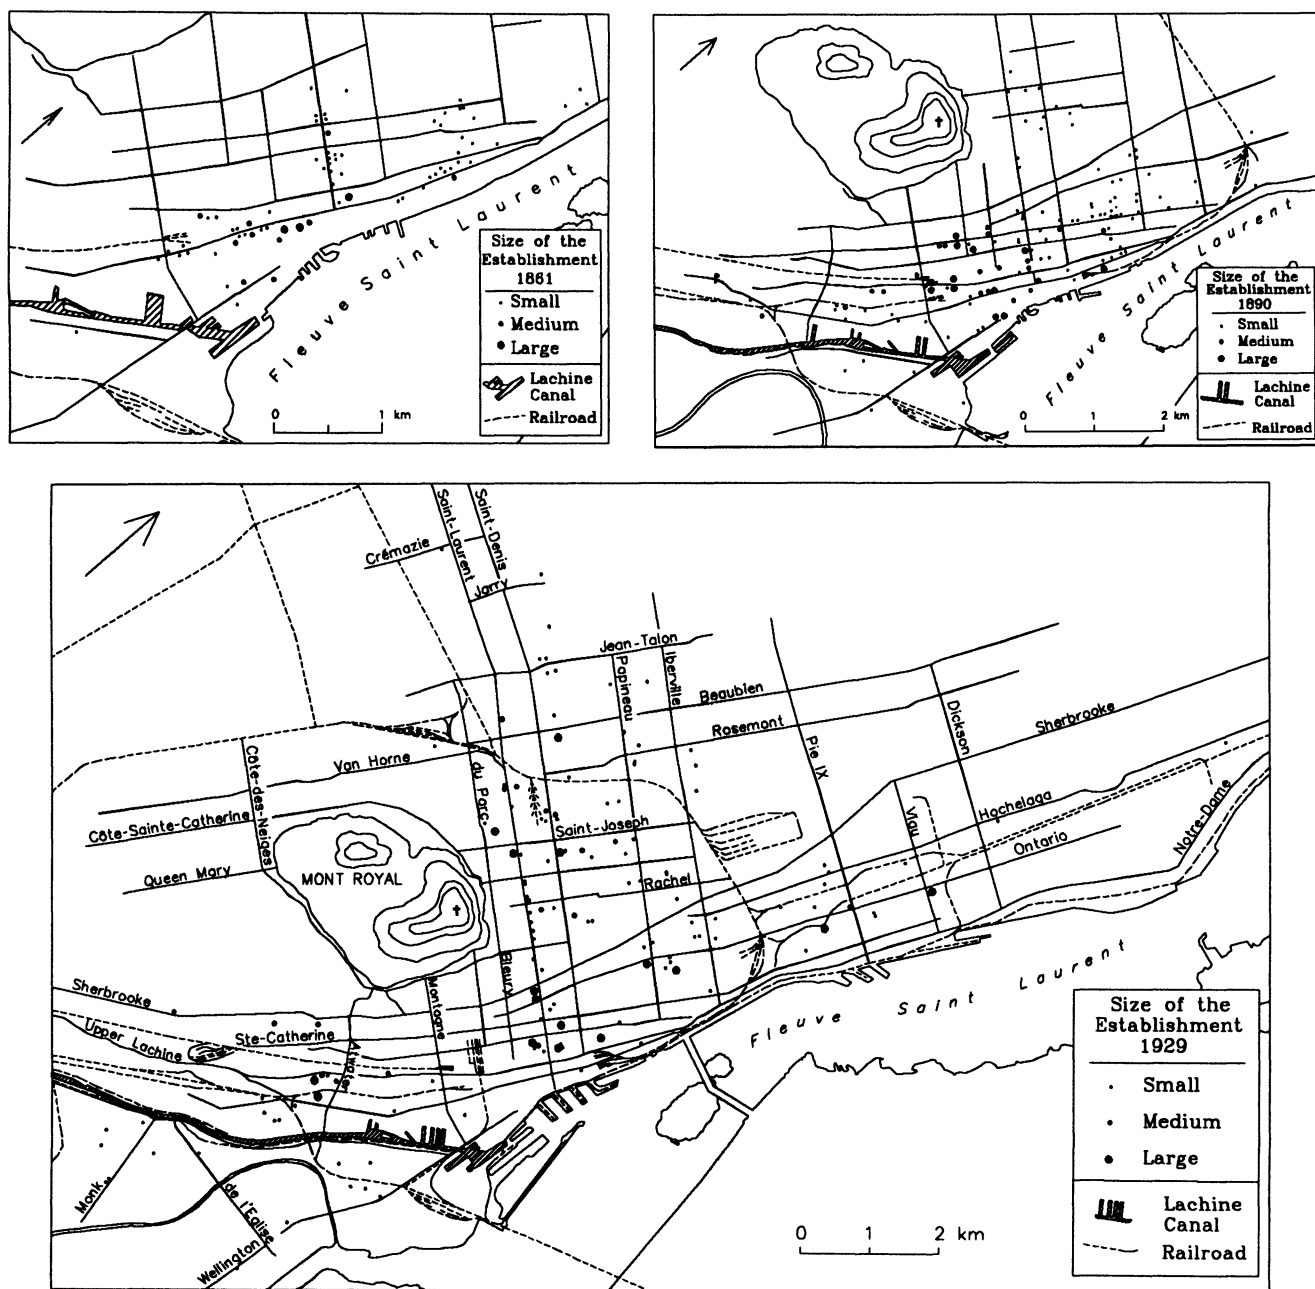 Fleuve Saint Laurent
Size of the
Establishment
1861
Small
Medium
Large
Lachine
Canal
Railroad
0 1 km
Fleuve Saint Laurent
Size of the
Establishment
1890
Small
Medium
Large
Lachine
Canal
Railroad
0 1 2 km
Saint-Laurent
Saint-Denis
Crémazie
Jarry
Jean-Talon
Papineau
Iberville
Beaubien
Rosemont
Dickson
Sherbrooke
Pie IX
Côte-des-Neiges
Van Horne
du Parc
Côte-Sainte-Catherine
Saint-Joseph
Viau
Hochelaga
Ontario
Notre-Dame
Queen Mary
MONT ROYAL
Rachel
Bleury
Montagne
Sherbrooke
Ste-Catherine
Upper Lachine
Atwater
Fleuve Saint Laurent
Monk
de l'Eglise
Wellington
0 1 2 km
Size of the
Establishment
1929
Small
Medium
Large
Lachine
Canal
Railroad